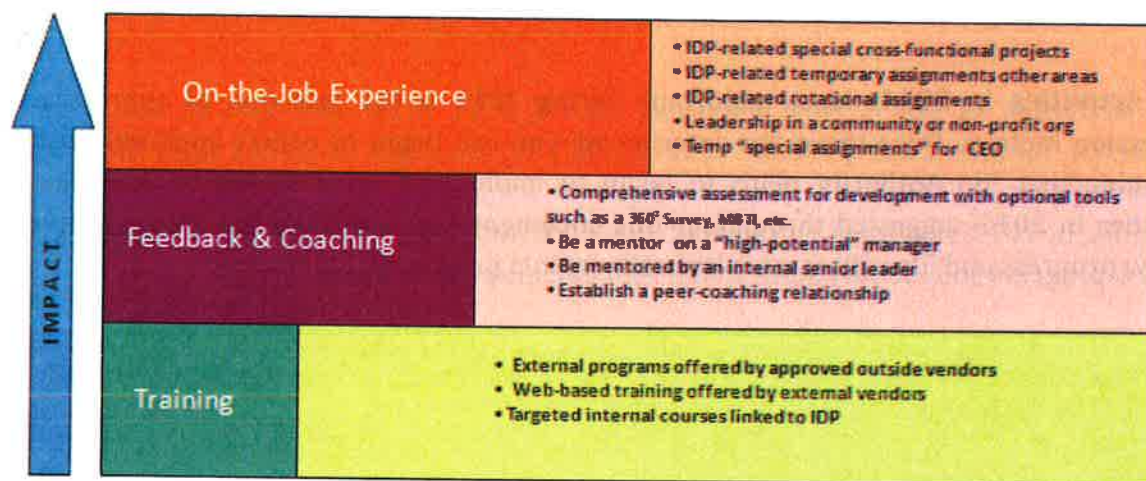 IMPACT
On-the-Job Experience
• IDP-related special cross-functional projects
• IDP-related temporary assignments other areas
• IDP-related rotational assignments
• Leadership in a community or non-profit org
• Temp "special assignments" for CEO
Feedback & Coaching
• Comprehensive assessment for development with optional tools
such as a 360° Survey, MBTI, etc.
• Be a mentor on a "high-potential" manager
• Be mentored by an internal senior leader
• Establish a peer-coaching relationship
Training
• External programs offered by approved outside vendors
• Web-based training offered by external vendors
• Targeted internal courses linked to IDP